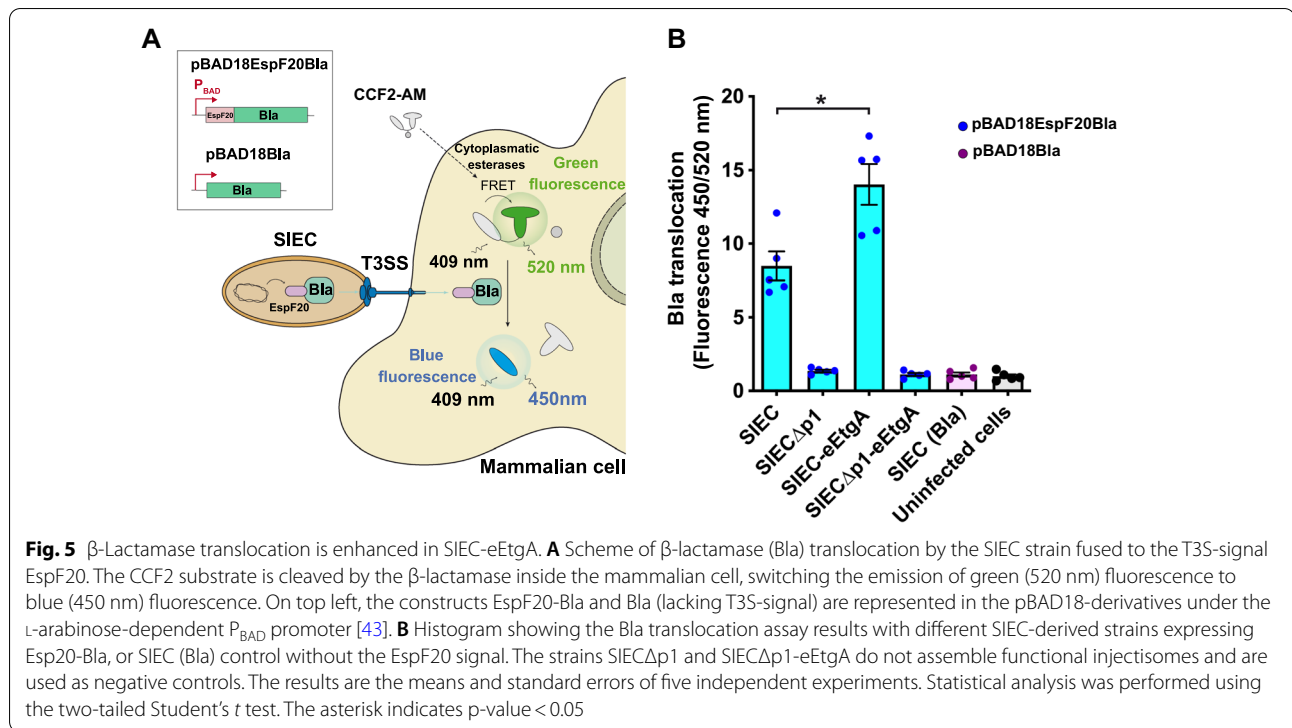 A
pBAD18EspF20Bla
PBAD
EspF20
Bla
pBAD18Bla
Bla
CCF2-AM
Cytoplasmatic
esterases
Green
fluorescence
FRET
409 nm
520 nm
SIEC
T3SS
Bla
EspF20
Bla
Blue
fluorescence
409 nm
450nm
Mammalian cell
B
Bla translocation
(Fluorescence 450/520 nm)
20
15
10
5
0
*
pBAD18EspF20Bla
pBAD18Bla
SIEC
SIECΔp1
SIEC-eEtgA
SIECΔp1-eEtgA
SIEC (Bla)
Uninfected cells
Fig. 5 β-Lactamase translocation is enhanced in SIEC-eEtgA. A Scheme of β-lactamase (Bla) translocation by the SIEC strain fused to the T3S-signal
EspF20. The CCF2 substrate is cleaved by the β-lactamase inside the mammalian cell, switching the emission of green (520 nm) fluorescence to
blue (450 nm) fluorescence. On top left, the constructs EspF20-Bla and Bla (lacking T3S-signal) are represented in the pBAD18-derivatives under the
L-arabinose-dependent PBAD promoter [43]. B Histogram showing the Bla translocation assay results with different SIEC-derived strains expressing
Esp20-Bla, or SIEC (Bla) control without the EspF20 signal. The strains SIECΔp1 and SIECΔp1-eEtgA do not assemble functional injectisomes and are
used as negative controls. The results are the means and standard errors of five independent experiments. Statistical analysis was performed using
the two-tailed Student's t test. The asterisk indicates p-value < 0.05